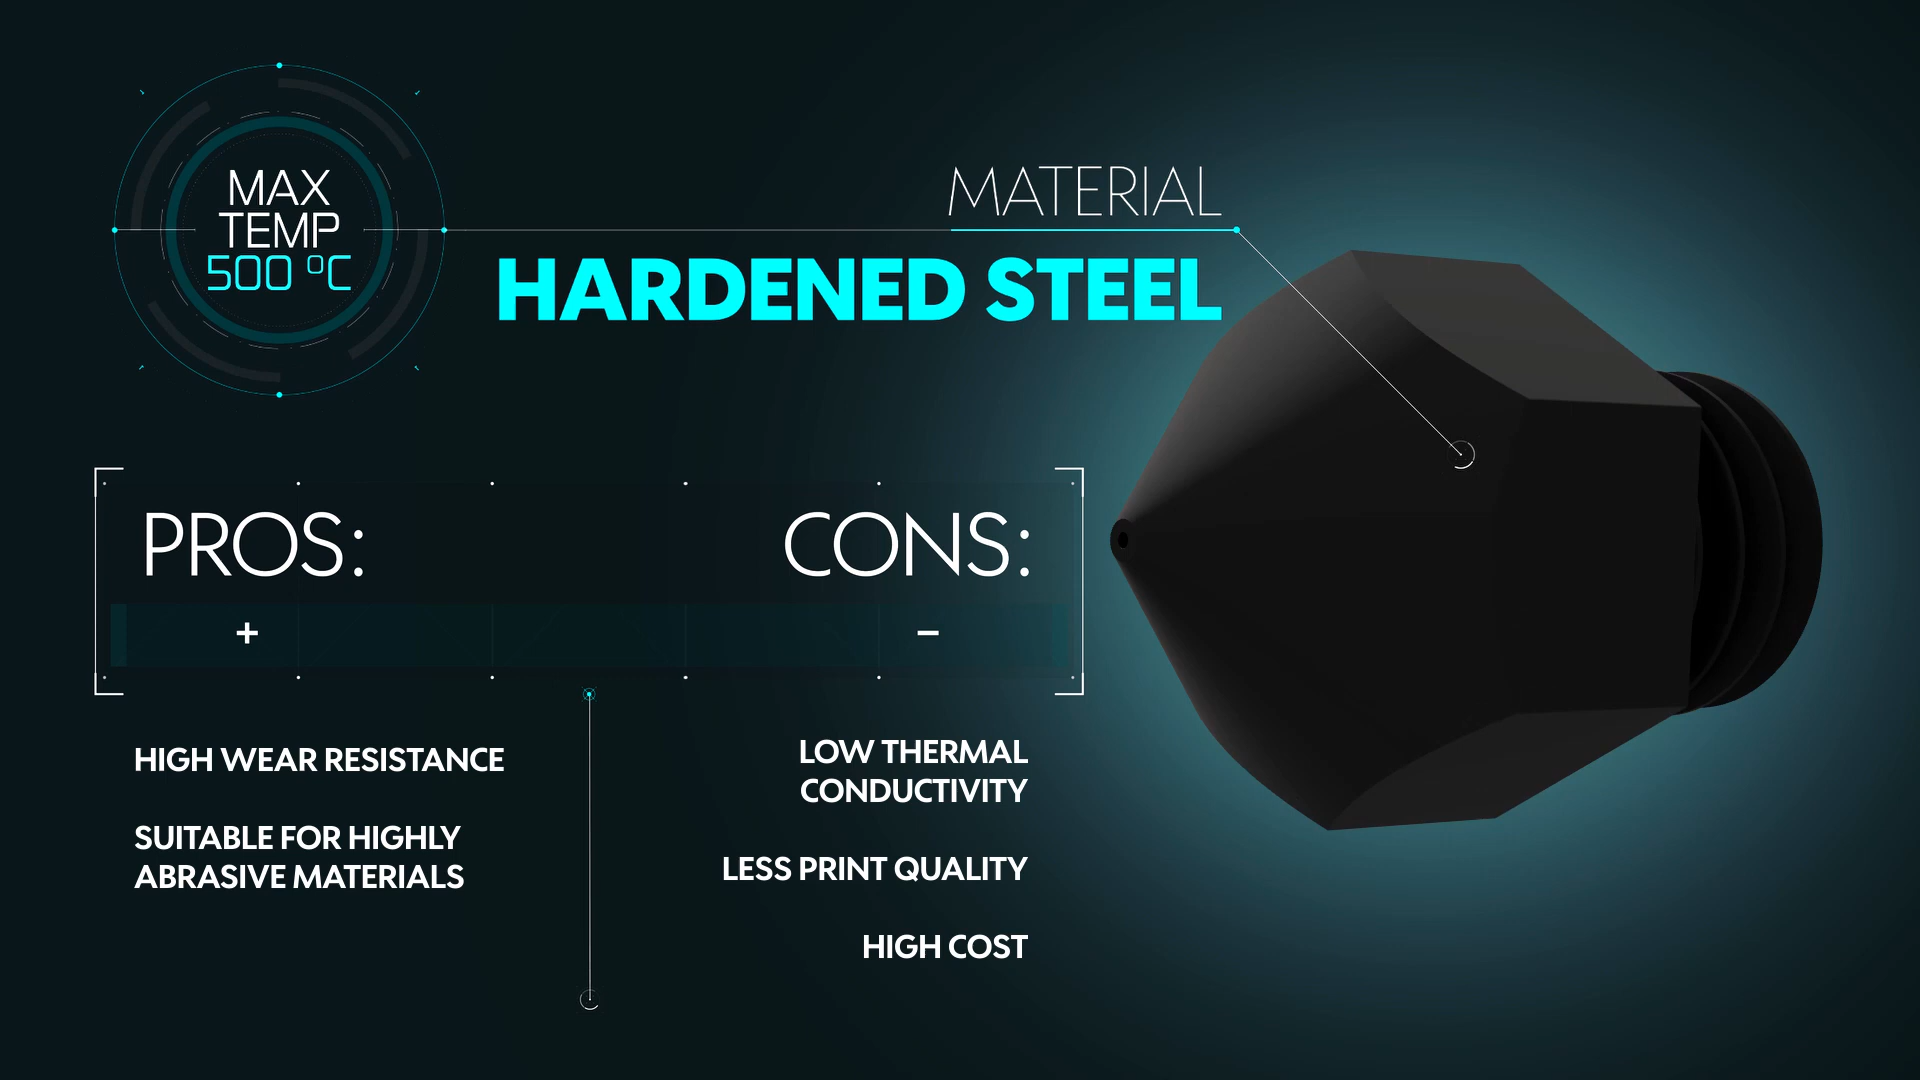 MAX
TEMP
500 °C
MATERIAL
HARDENED STEEL
PROS:
+
HIGH WEAR RESISTANCE
SUITABLE FOR HIGHLY
ABRASIVE MATERIALS
CONS:
–
LOW THERMAL
CONDUCTIVITY
LESS PRINT QUALITY
HIGH COST